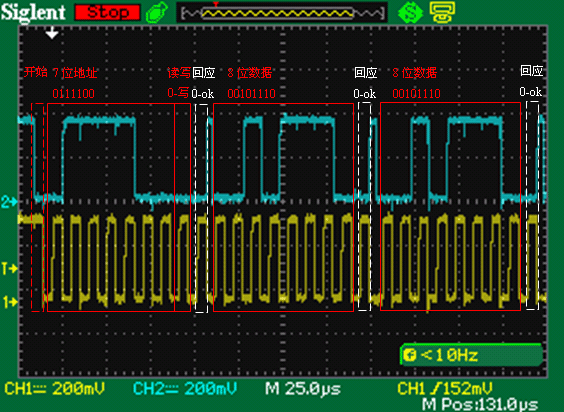 Siglent Stop
开始 7 位地址 读写 回应 8 位数据 回应 8 位数据 回应
0111100 0-写 0-ok 00101110 0-ok 00101110 0-ok
2
T
1
<10Hz
CH1 200mV CH2 200mV M 25.0µs CH1 / 152mV
M Pos:131.0µs